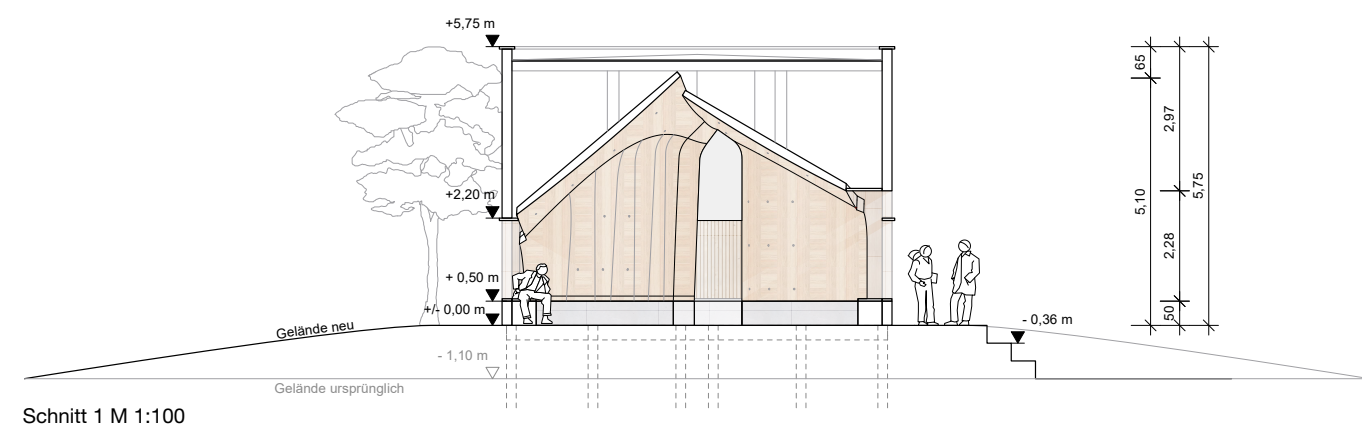 +5,75 m
65
2,97
+2,20 m
5,10
5,75
2,28
+ 0,50 m
+/- 0,00 m
50
- 0,36 m
Gelände neu
- 1,10 m
Gelände ursprünglich
Schnitt 1 M 1:100